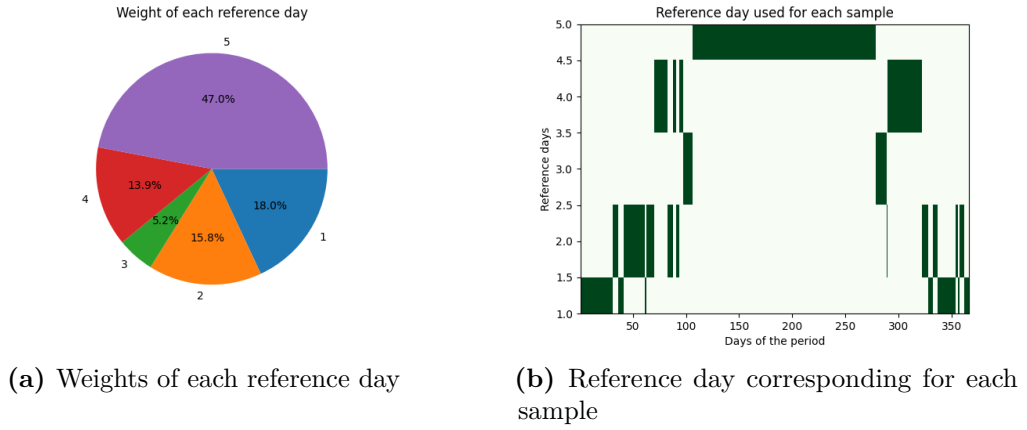 Weight of each reference day
5
47.0%
4
13.9%
5.2%
3
15.8%
2
18.0%
1
Reference day used for each sample
5.0
4.5
4.0
3.5
3.0
2.5
2.0
1.5
1.0
Reference days
50 100 150 200 250 300 350
Days of the period
(a) Weights of each reference day
(b) Reference day corresponding for each
sample